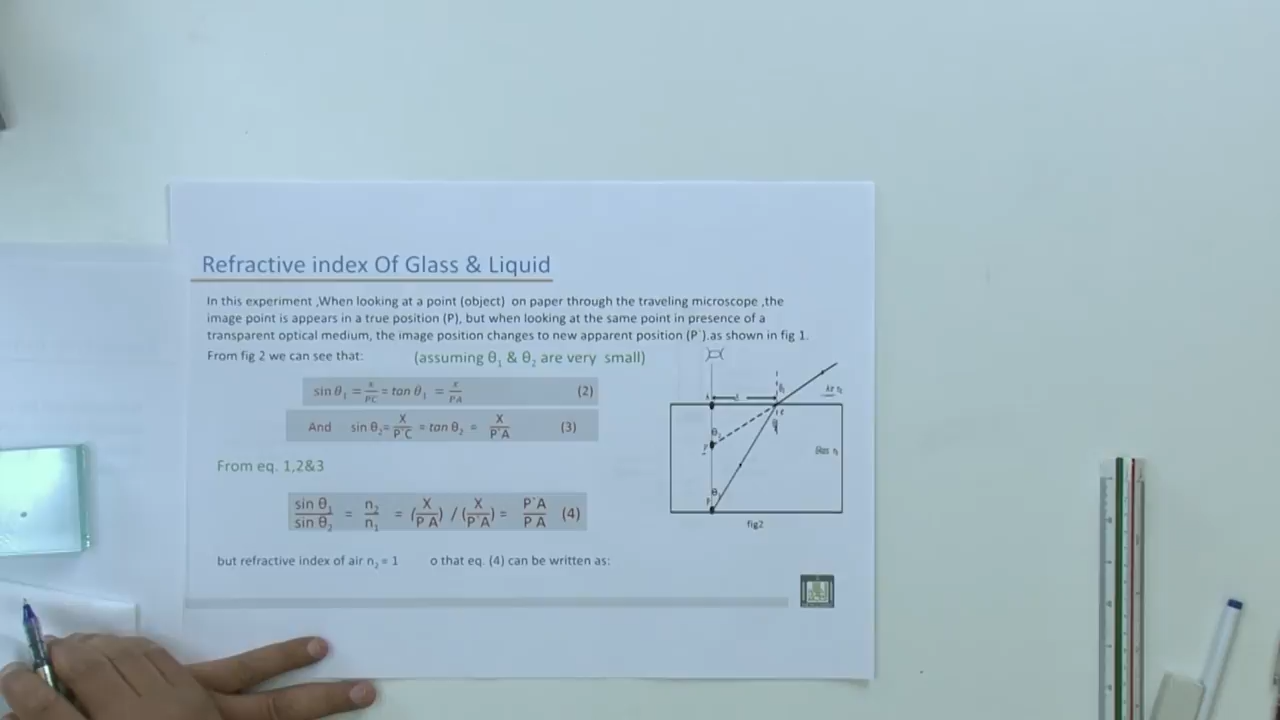 Refractive index Of Glass & Liquid
In this experiment ,When looking at a point (object) on paper through the traveling microscope ,the
image point is appears in a true position (P), but when looking at the same point in presence of a
transparent optical medium, the image position changes to new apparent position (P`).as shown in fig 1.
From fig 2 we can see that: (assuming θ₁ & θ₂ are very small)
sin θ₁ = x/PC = tan θ₁ = x/PA (2)
And sin θ₂= X/P`C = tan θ₂ = X/P`A (3)
From eq. 1,2&3
sin θ₁/sin θ₂ = n₂/n₁ = (X/P A) / (X/P`A) = P`A/P A (4)
but refractive index of air n₂ = 1 o that eq. (4) can be written as:
fig2